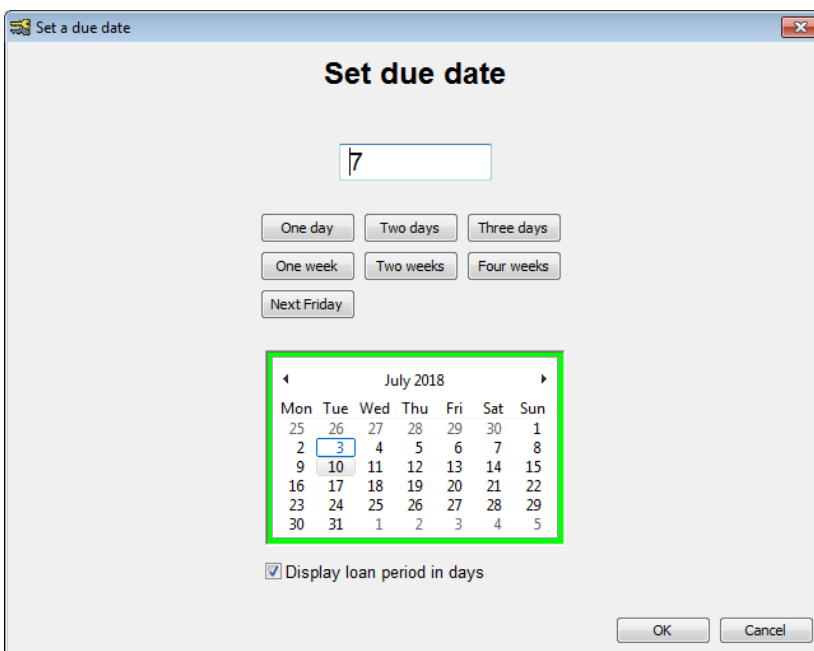 Set a due date
Set due date
7
One day Two days Three days
One week Two weeks Four weeks
Next Friday
July 2018
Mon Tue Wed Thu Fri Sat Sun
25 26 27 28 29 30 1
2 3 4 5 6 7 8
9 10 11 12 13 14 15
16 17 18 19 20 21 22
23 24 25 26 27 28 29
30 31 1 2 3 4 5
Display loan period in days
OK Cancel